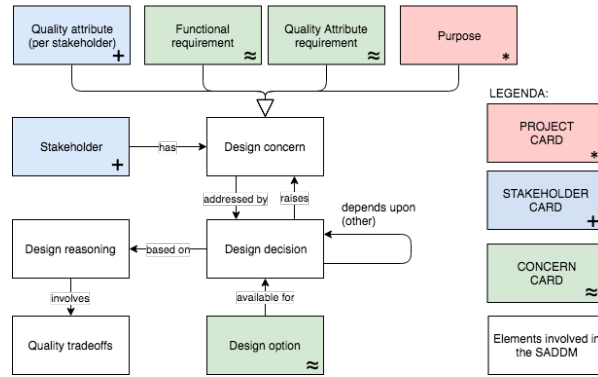 Quality attribute
(per stakeholder)
+
Functional
requirement
≈
Quality Attribute
requirement
≈
Purpose
*
LEGENDA:
PROJECT
CARD
*
Stakeholder
+
has
Design concern
STAKEHOLDER
CARD
+
addressed by
raises
depends upon
(other)
Design reasoning
based on
Design decision
CONCERN
CARD
≈
involves
available for
Quality tradeoffs
Design option
≈
Elements involved in
the SADDM